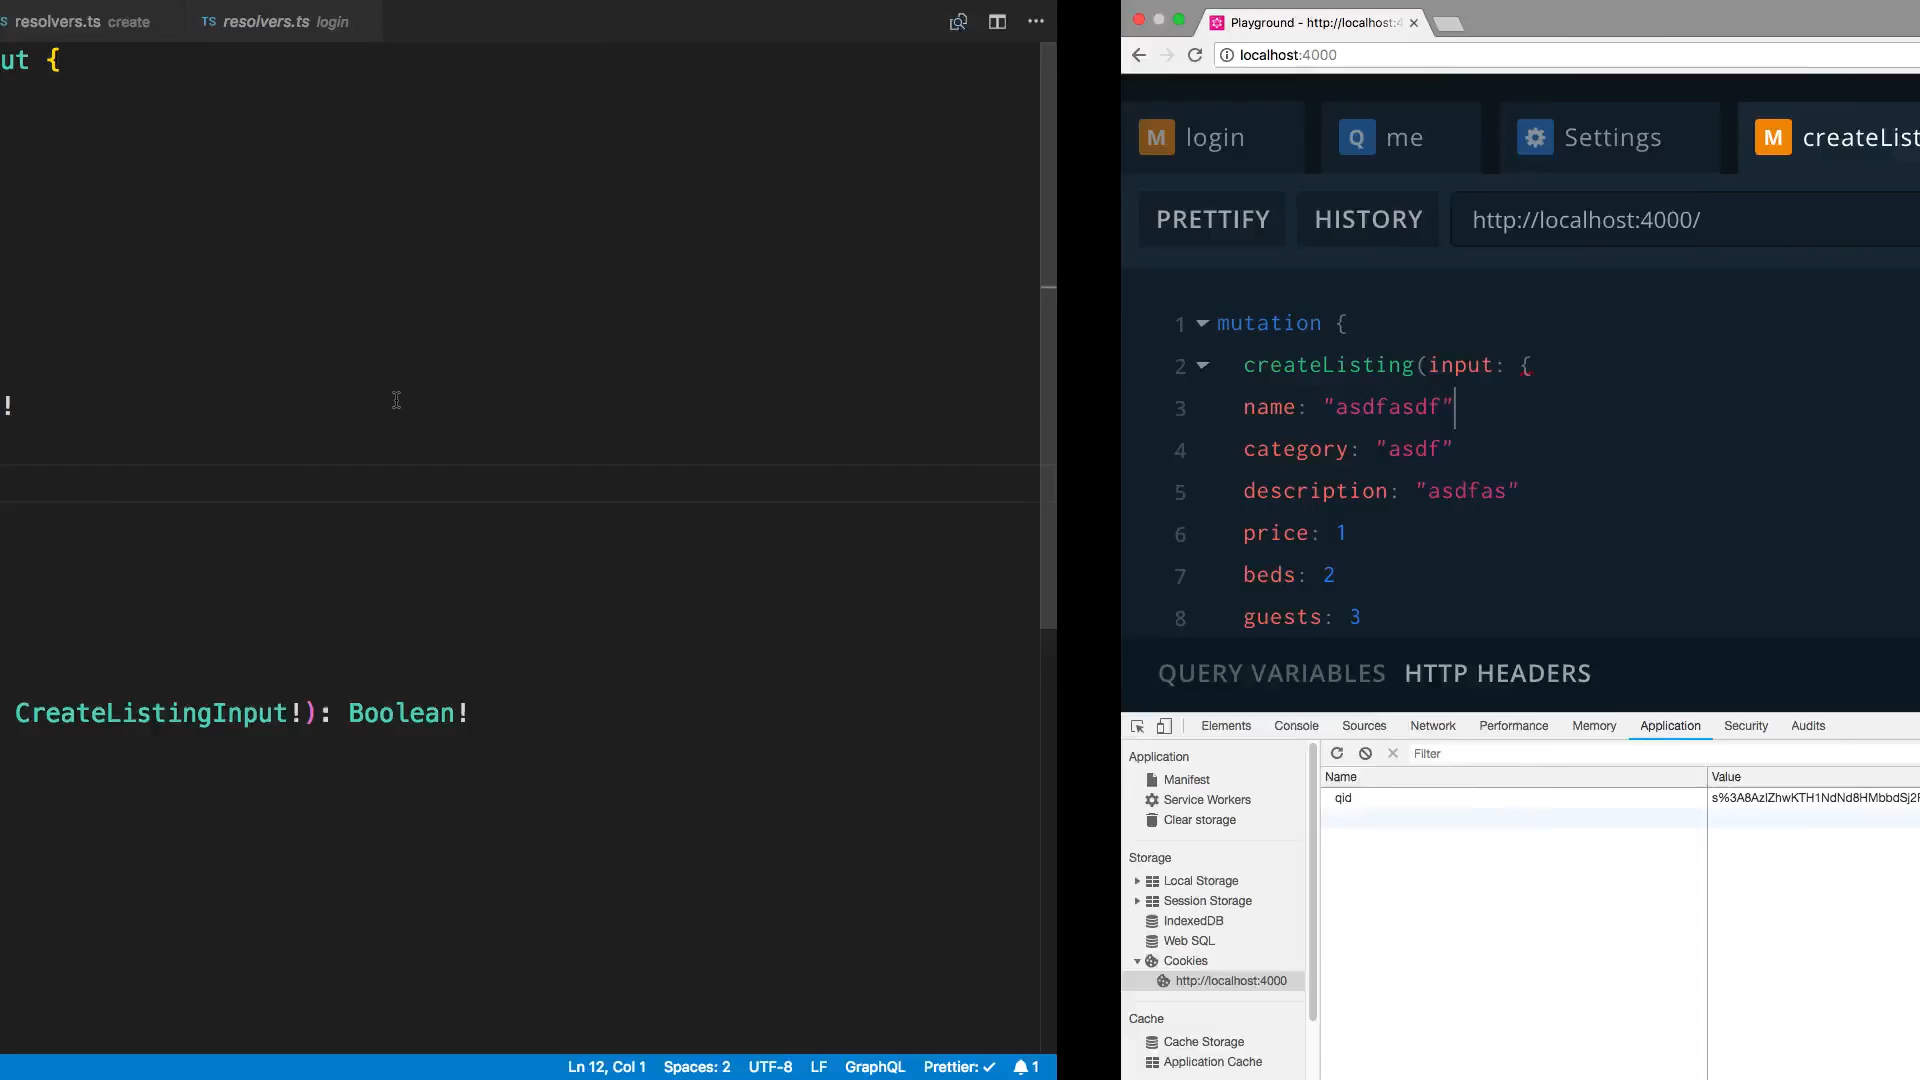 resolvers.ts create
TS resolvers.ts login
ut {
!
CreateListingInput!): Boolean!
Ln 12, Col 1 Spaces: 2 UTF-8 LF GraphQL Prettier: ✓ 1
Playground - http://localhost:4
localhost:4000
M login
Q me
Settings
M createList
PRETTIFY
HISTORY
http://localhost:4000/
1 mutation {
2 createListing(input: {
3 name: "asdfasdf"
4 category: "asdf"
5 description: "asdfas"
6 price: 1
7 beds: 2
8 guests: 3
QUERY VARIABLES HTTP HEADERS
Elements Console Sources Network Performance Memory Application Security Audits
Application
Manifest
Service Workers
Clear storage
Storage
Local Storage
Session Storage
IndexedDB
Web SQL
Cookies
http://localhost:4000
Cache
Cache Storage
Application Cache
Filter
Name Value
qid